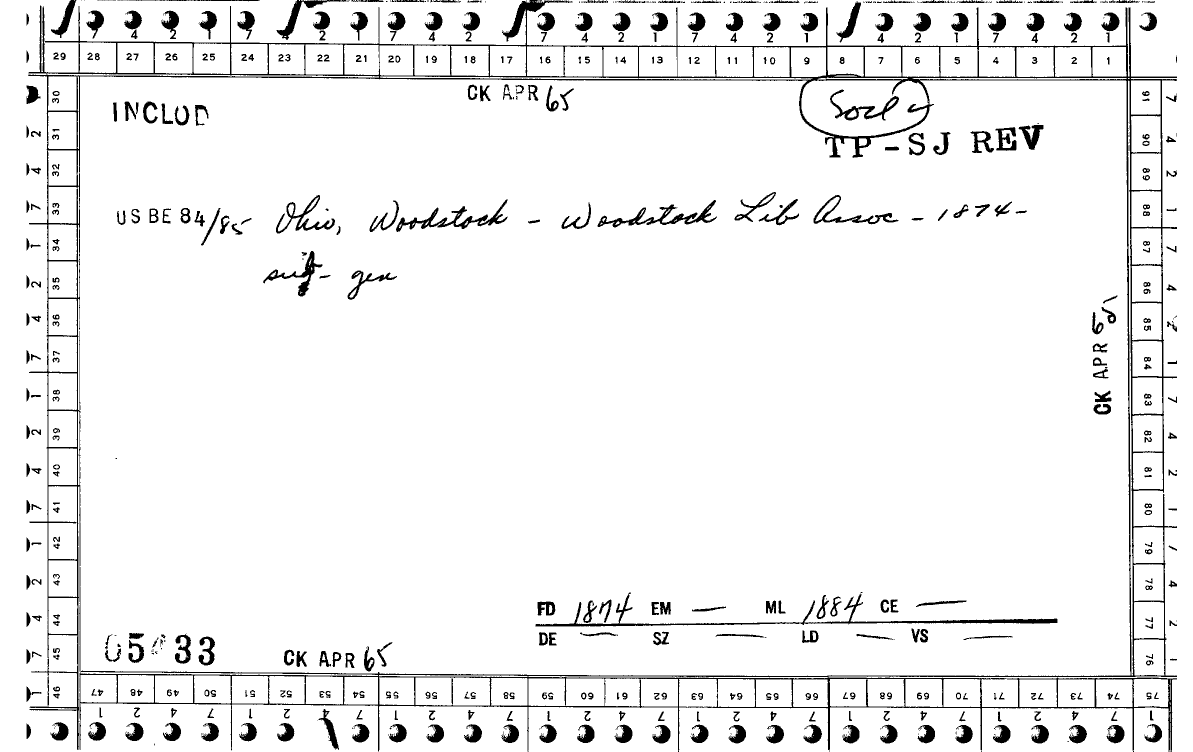 7 4 2 1 7 4 2 1 7 4 2 1 7 4 2 1 7 4 2 1 7 4 2 1 7 4 2 1
29 28 27 26 25 24 23 22 21 20 19 18 17 16 15 14 13 12 11 10 9 8 7 6 5 4 3 2 1
CK APR 65
INCLUD
TP-SJ REV
US BE 84/85 Ohio, Woodstock - Woodstock Lib Assoc - 1874-
gen
CK APR 65
FD 1874 EM — ML 1884 CE —
DE — SZ — LD — VS —
CK APR 65
30 31 32 33 34 35 36 37 38 39 40 41 42 43 44 45 46
91 90 89 88 87 86 85 84 83 82 81 80 79 78 77 76
47 48 49 50 51 52 53 54 55 56 57 58 59 60 61 62 63 64 65 66 67 68 69 70 71 72 73 74 75
1 2 4 7 1 2 4 7 1 2 4 7 1 2 4 7 1 2 4 7 1 2 4 7 1 2 4 7 1